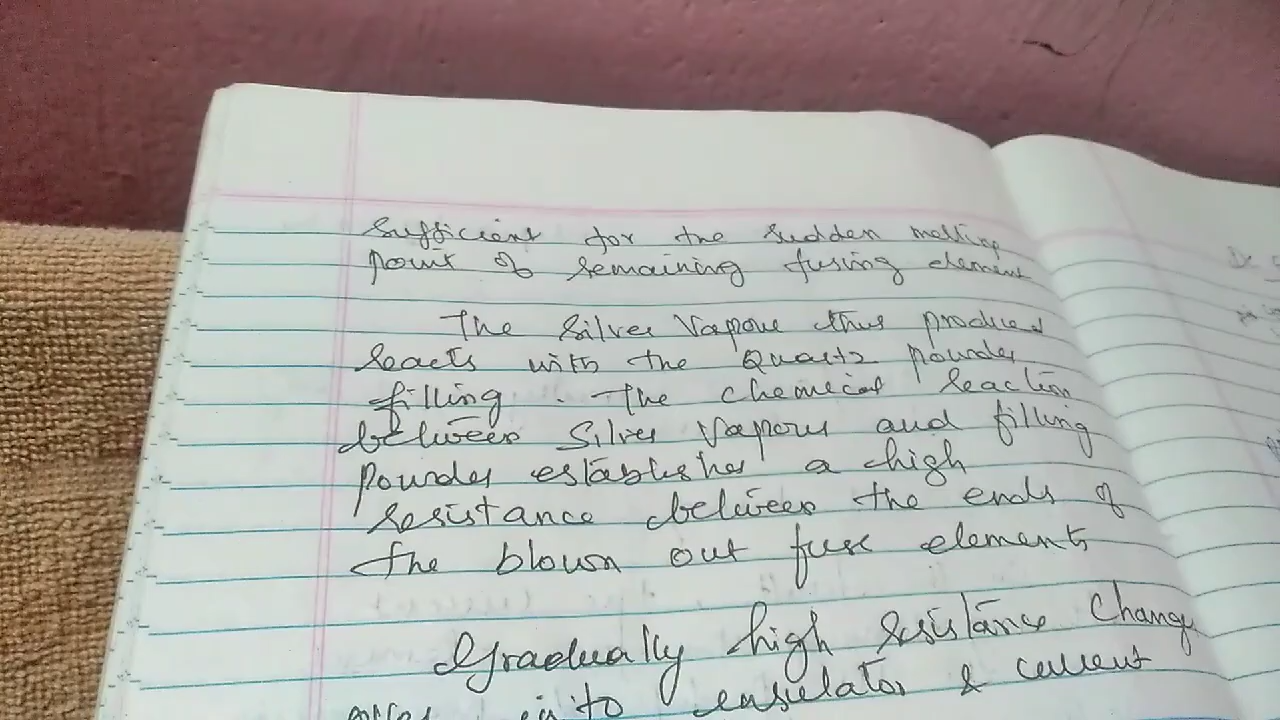 Sufficient for the sudden melting
point of remaining fusing element
The Silver Vapour thus produced
reacts with the Quartz powder
filling. The chemical reaction
between Silver Vapour and filling
powder establishes a high
resistance between the ends of
the blown out fuse elements
Gradually high resistance Change
into insulator & current